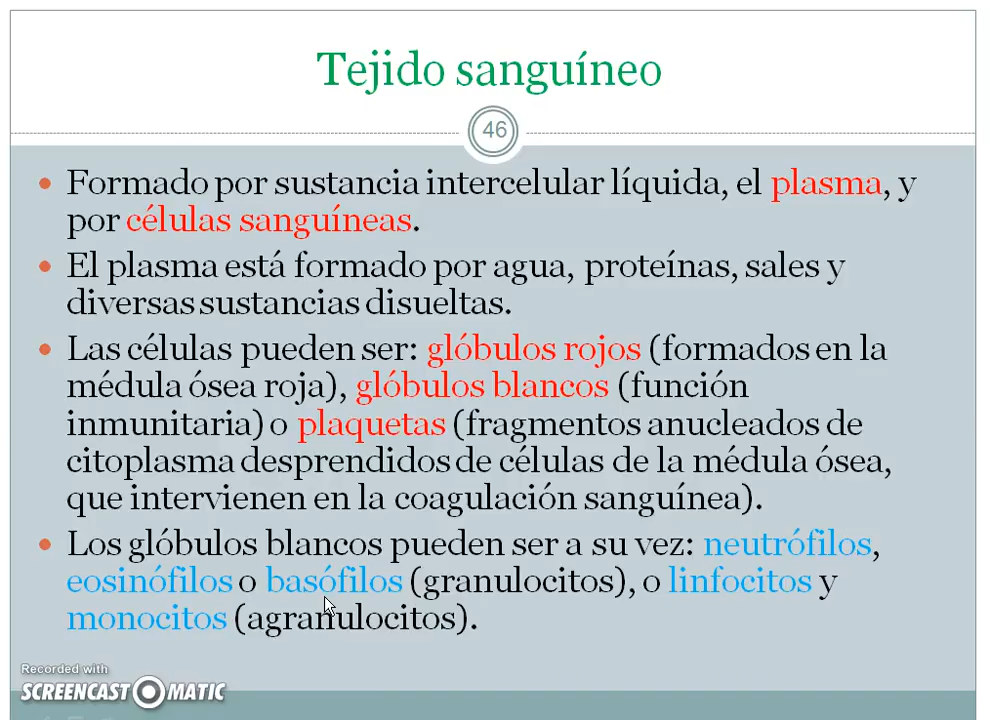 Tejido sanguíneo
46
Formado por sustancia intercelular líquida, el plasma, y
por células sanguíneas.
El plasma está formado por agua, proteínas, sales y
diversas sustancias disueltas.
Las células pueden ser: glóbulos rojos (formados en la
médula ósea roja), glóbulos blancos (función
inmunitaria) o plaquetas (fragmentos anucleados de
citoplasma desprendidos de células de la médula ósea,
que intervienen en la coagulación sanguínea).
Los glóbulos blancos pueden ser a su vez: neutrófilos,
eosinófilos o basófilos (granulocitos), o linfocitos y
monocitos (agranulocitos).
Recorded with
SCREENCAST MATIC